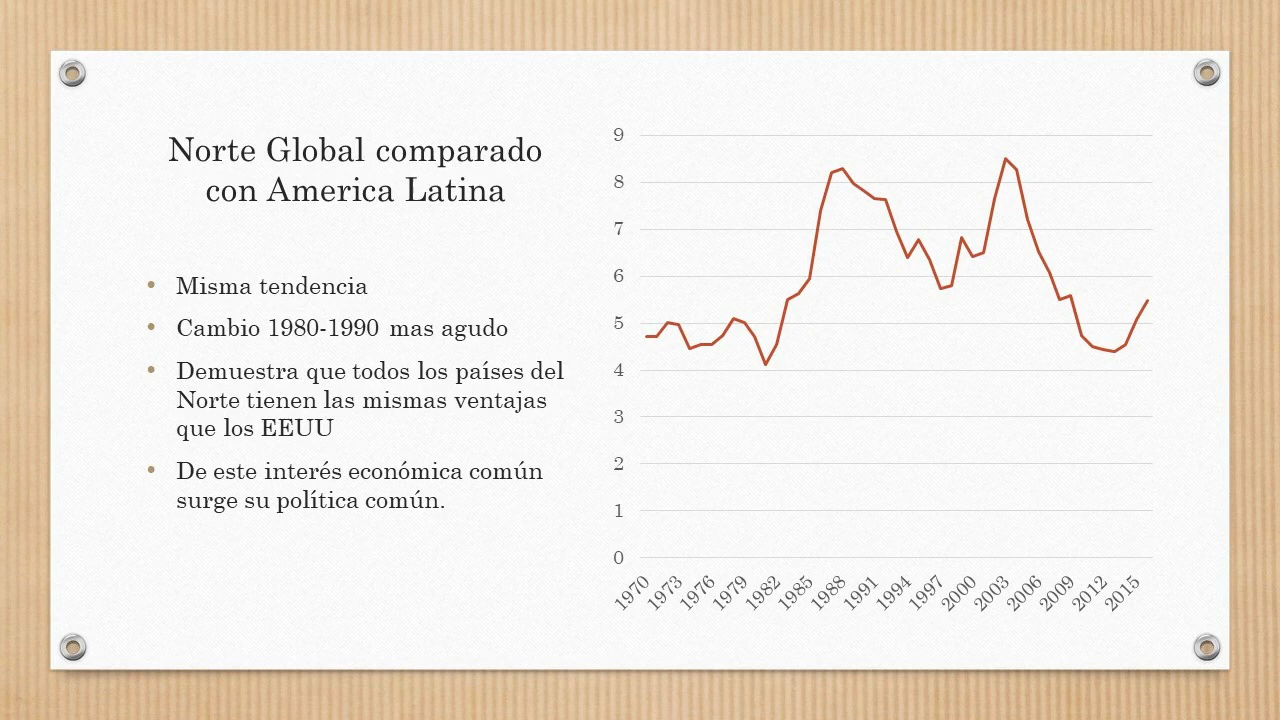 Norte Global comparado
con America Latina
• Misma tendencia
• Cambio 1980-1990 mas agudo
• Demuestra que todos los países del
Norte tienen las mismas ventajas
que los EEUU
• De este interés económica común
surge su política común.
9
8
7
6
5
4
3
2
1
0
1970 1973 1976 1979 1982 1985 1988 1991 1994 1997 2000 2003 2006 2009 2012 2015